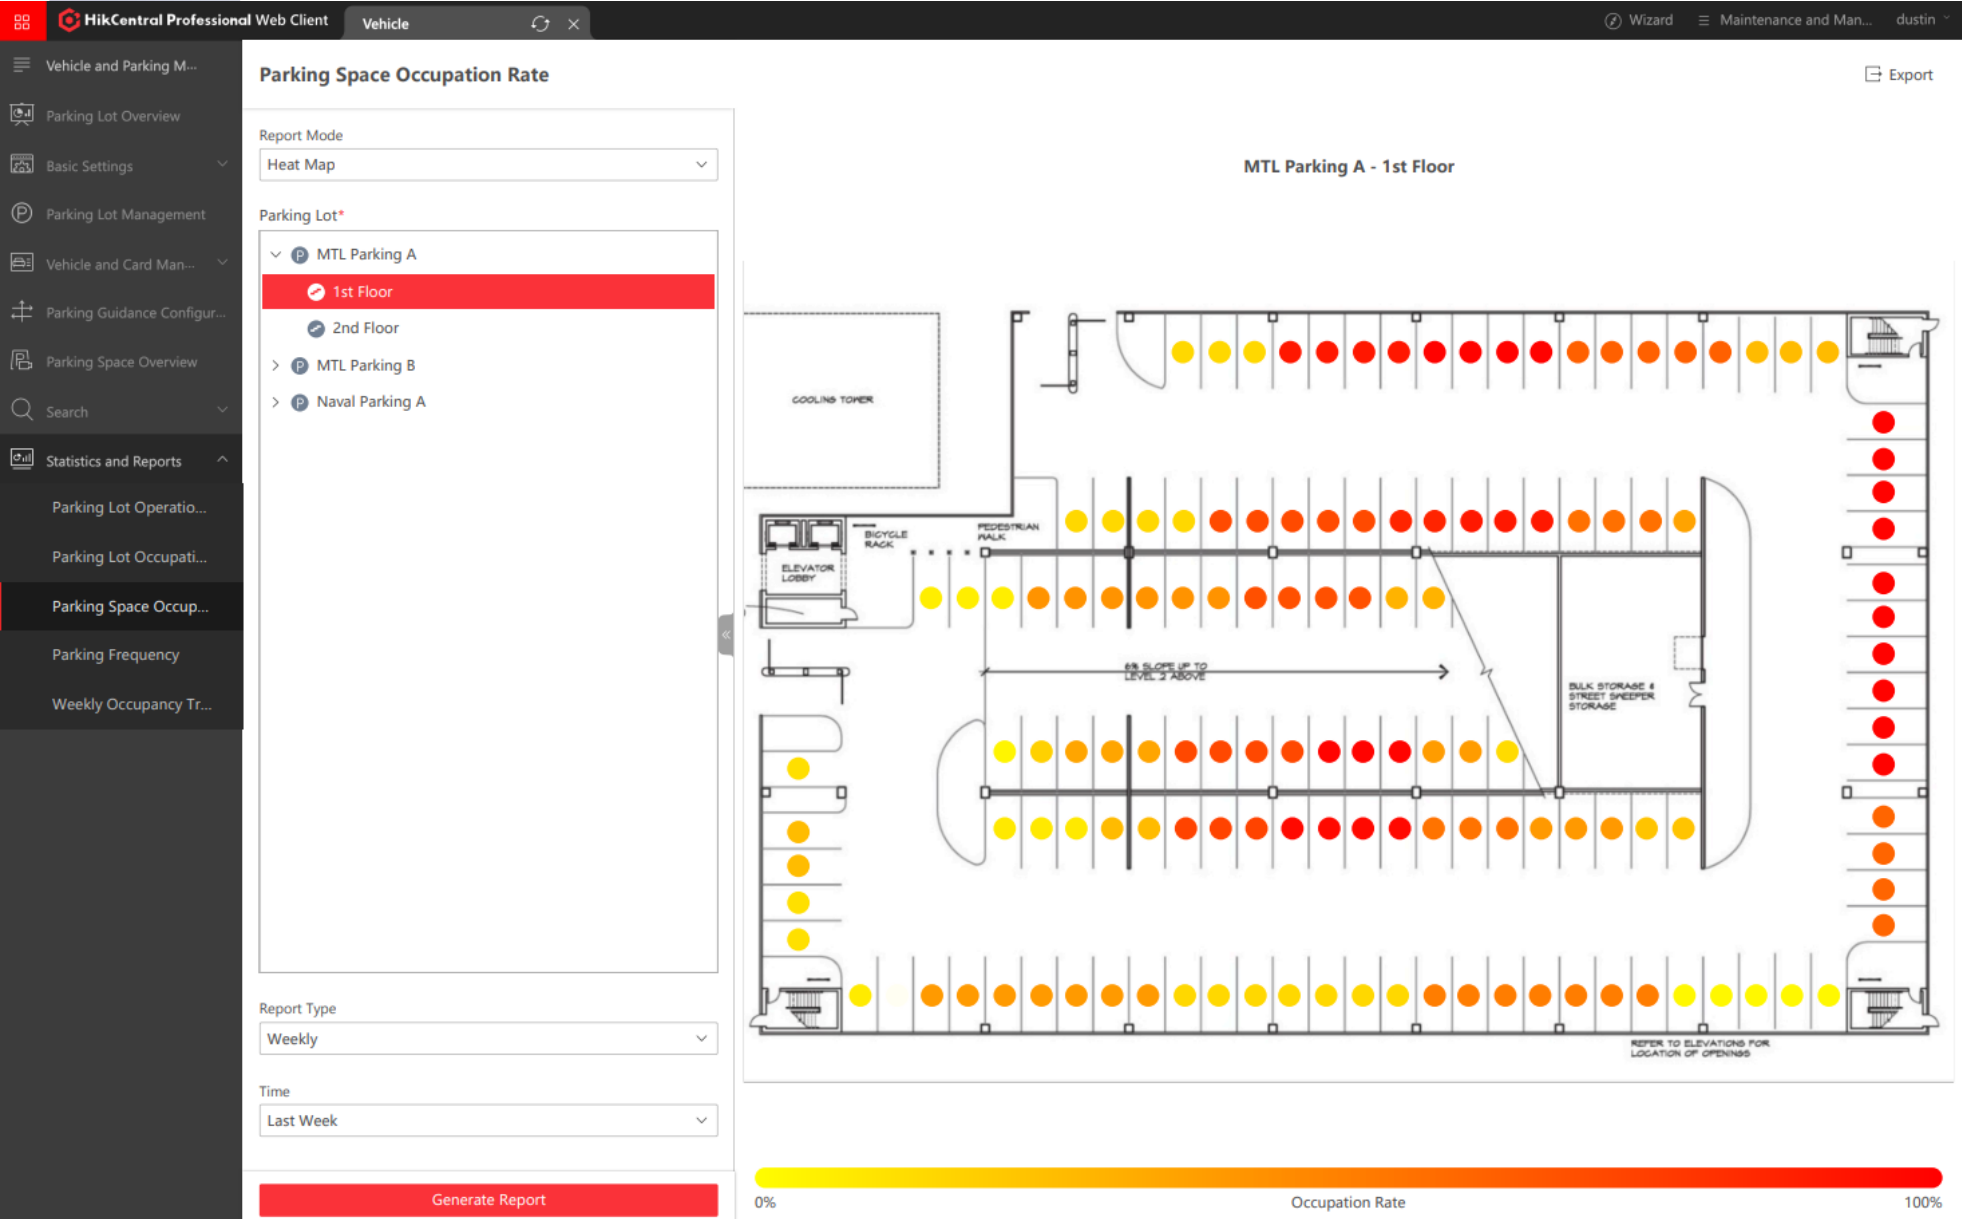 HikCentral Professional Web Client
Vehicle
Wizard
Maintenance and Man...
dustin
Vehicle and Parking M...
Parking Lot Overview
Basic Settings
Parking Lot Management
Vehicle and Card Man...
Parking Guidance Configur...
Parking Space Overview
Search
Statistics and Reports
Parking Lot Operatio...
Parking Lot Occupati...
Parking Space Occup...
Parking Frequency
Weekly Occupancy Tr...
Parking Space Occupation Rate
Export
Report Mode
Heat Map
Parking Lot*
P MTL Parking A
1st Floor
2nd Floor
P MTL Parking B
P Naval Parking A
Report Type
Weekly
Time
Last Week
Generate Report
MTL Parking A - 1st Floor
COOLING TOWER
BICYCLE
RACK
PEDESTRIAN
WALK
ELEVATOR
LOBBY
6% SLOPE UP TO
LEVEL 2 ABOVE
BULK STORAGE &
STREET SWEEPER
STORAGE
REFER TO ELEVATIONS FOR
LOCATION OF OPENINGS
0%
Occupation Rate
100%